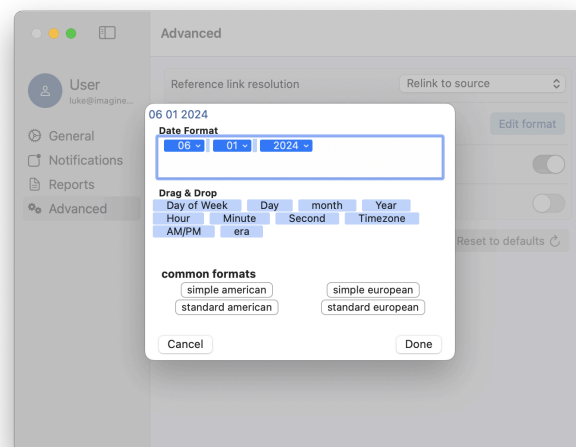 Advanced
User
luke@imagine...
General
Notifications
Reports
Advanced
Reference link resolution
Relink to source
Edit format
Reset to defaults
06 01 2024
Date Format
06 01 2024
Drag & Drop
Day of Week Day month Year
Hour Minute Second Timezone
AM/PM era
common formats
simple american simple european
standard american standard european
Cancel Done